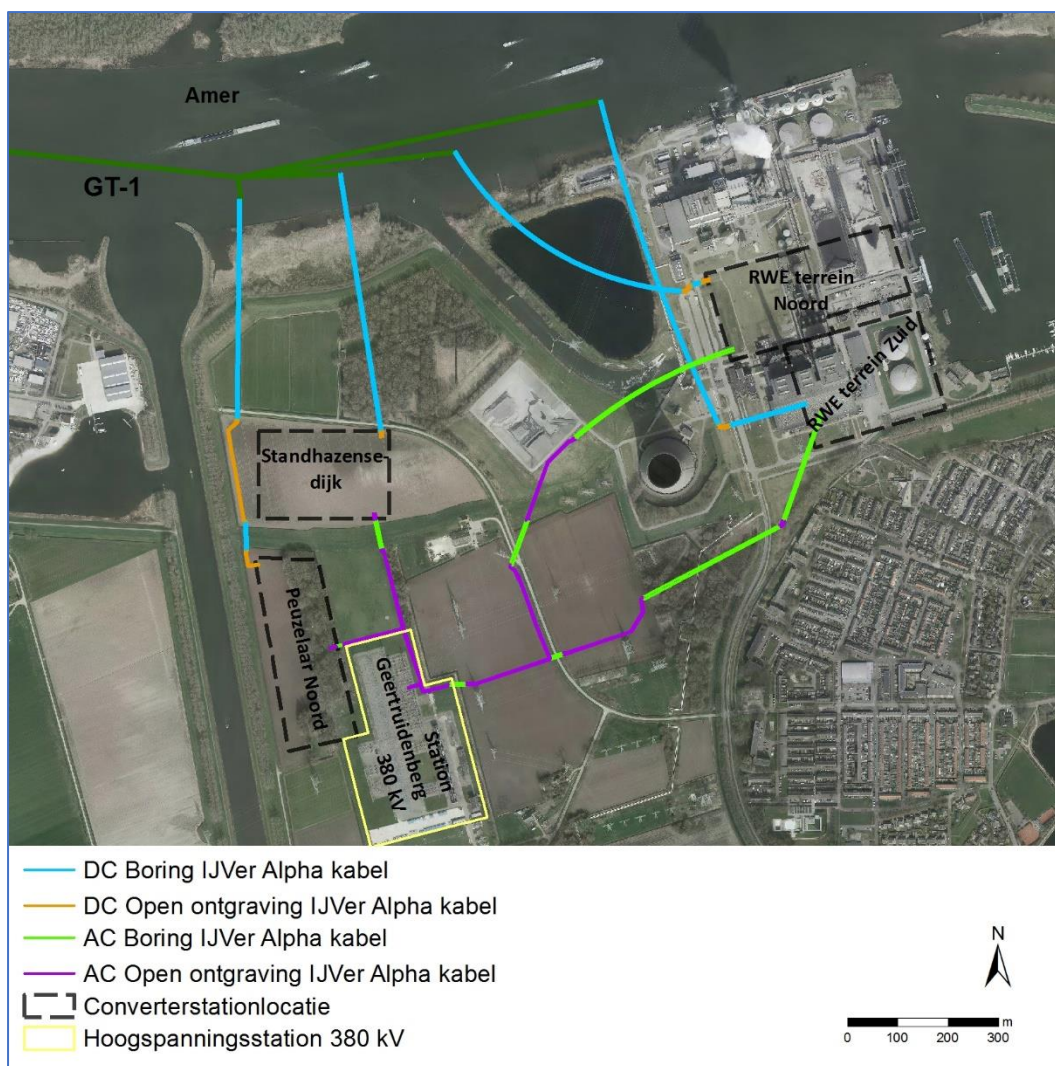 Amer
GT-1
RWE terrein
Noord
RWE terrein Zuid
Standhazense-
dijk
Peuzelaar Noord
Station
Geertruidenberg
380 kV
DC Boring IJVer Alpha kabel
DC Open ontgraving IJVer Alpha kabel
AC Boring IJVer Alpha kabel
AC Open ontgraving IJVer Alpha kabel
Converterstationlocatie
Hoogspanningsstation 380 kV
N
m
0 100 200 300